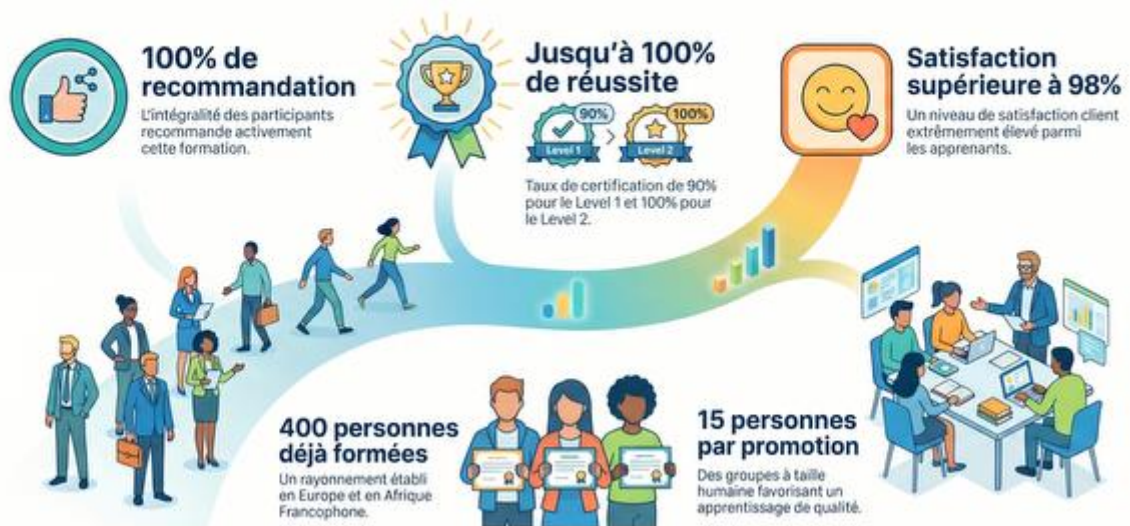 100% de
recommandation
L'intégralité des participants
recommande activement
cette formation.
Jusqu'à 100%
de réussite
90%
Level 1
100%
Level 2
Taux de certification de 90%
pour le Level 1 et 100% pour
le Level 2.
Satisfaction
supérieure à 98%
Un niveau de satisfaction client
extrêmement élevé parmi
les apprenants.
400 personnes
déjà formées
Un rayonnement établi
en Europe et en Afrique
Francophone.
15 personnes
par promotion
Des groupes à taille
humaine favorisant un
apprentissage de qualité.